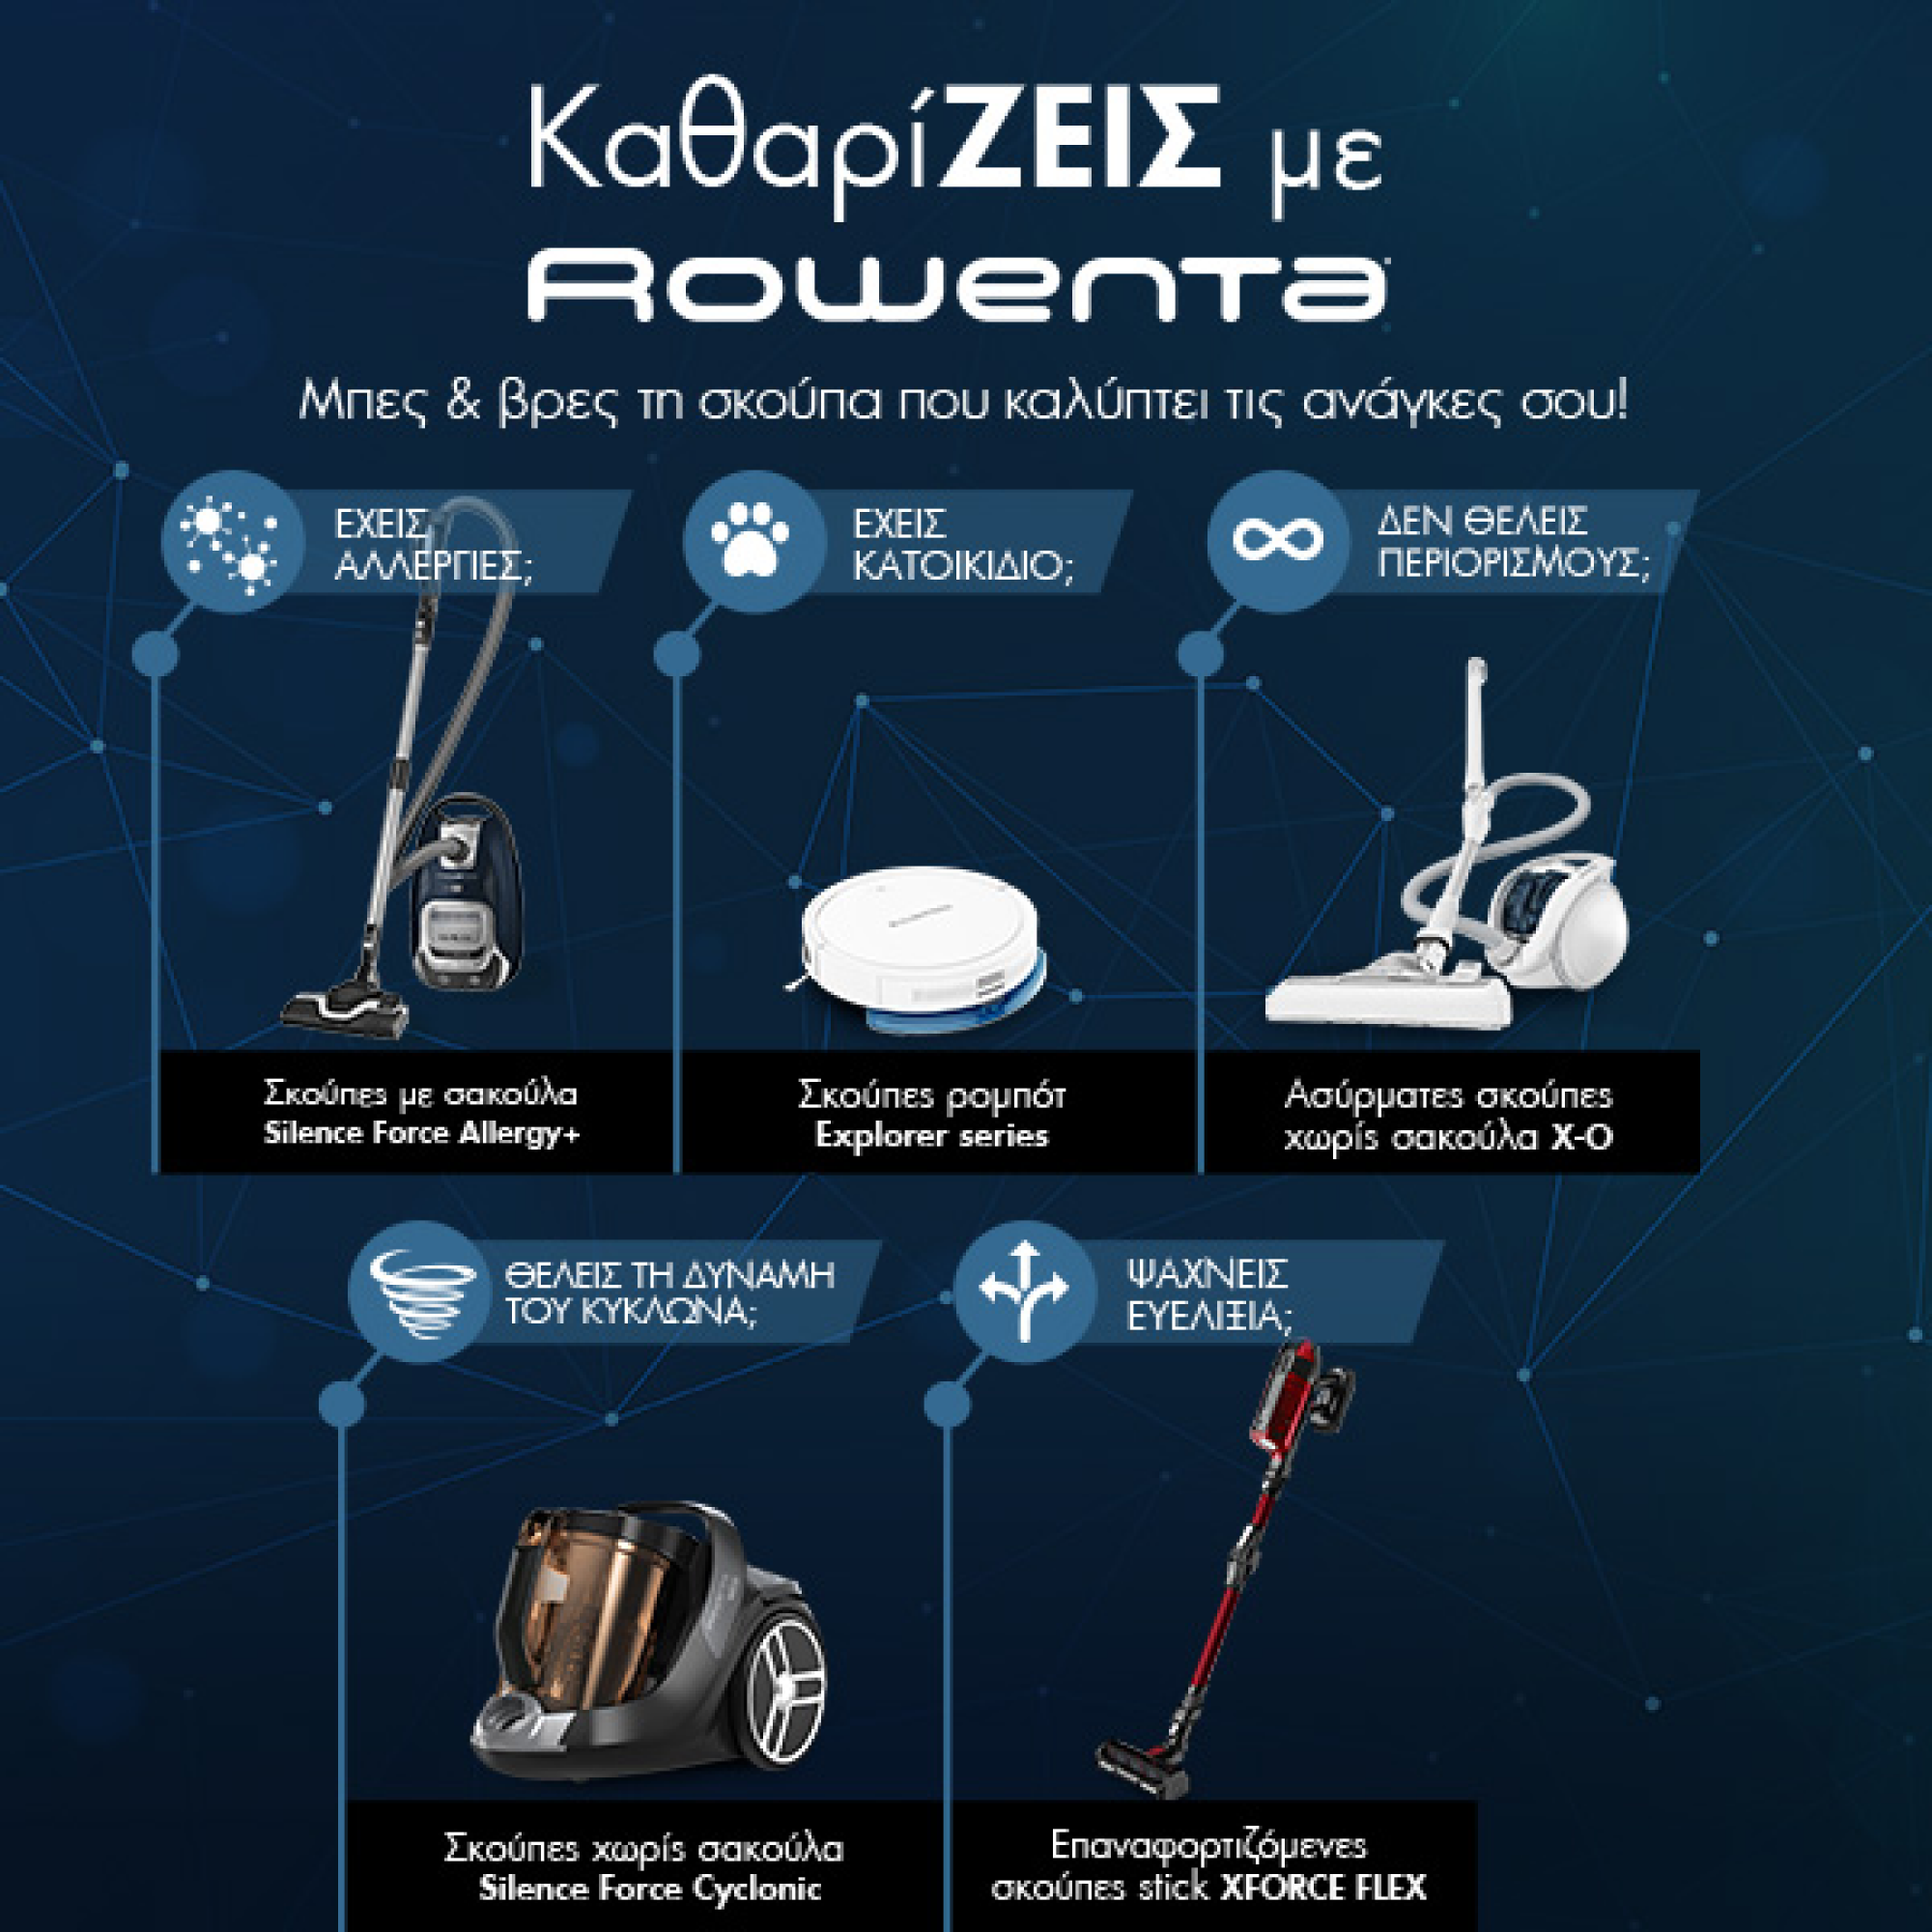 ΚαθαρίΖΕΙΣ με
Rowenta
Μπες & βρες τη σκούπα που καλύπτει τις ανάγκες σου!
ΕΧΕΙΣ
ΑΛΛΕΡΓΙΕΣ;
ΕΧΕΙΣ
ΚΑΤΟΙΚΙΔΙΟ;
ΔΕΝ ΘΕΛΕΙΣ
ΠΕΡΙΟΡΙΣΜΟΥΣ;
Σκούπες με σακούλα
Silence Force Allergy+
Σκούπες ρομπότ
Explorer series
Ασύρματες σκούπες
χωρίς σακούλα X-O
ΘΕΛΕΙΣ ΤΗ ΔΥΝΑΜΗ
ΤΟΥ ΚΥΚΛΩΝΑ;
ΨΑΧΝΕΙΣ
ΕΥΕΛΙΞΙΑ;
Σκούπες χωρίς σακούλα
Silence Force Cyclonic
Επαναφορτιζόμενες
σκούπες stick XFORCE FLEX